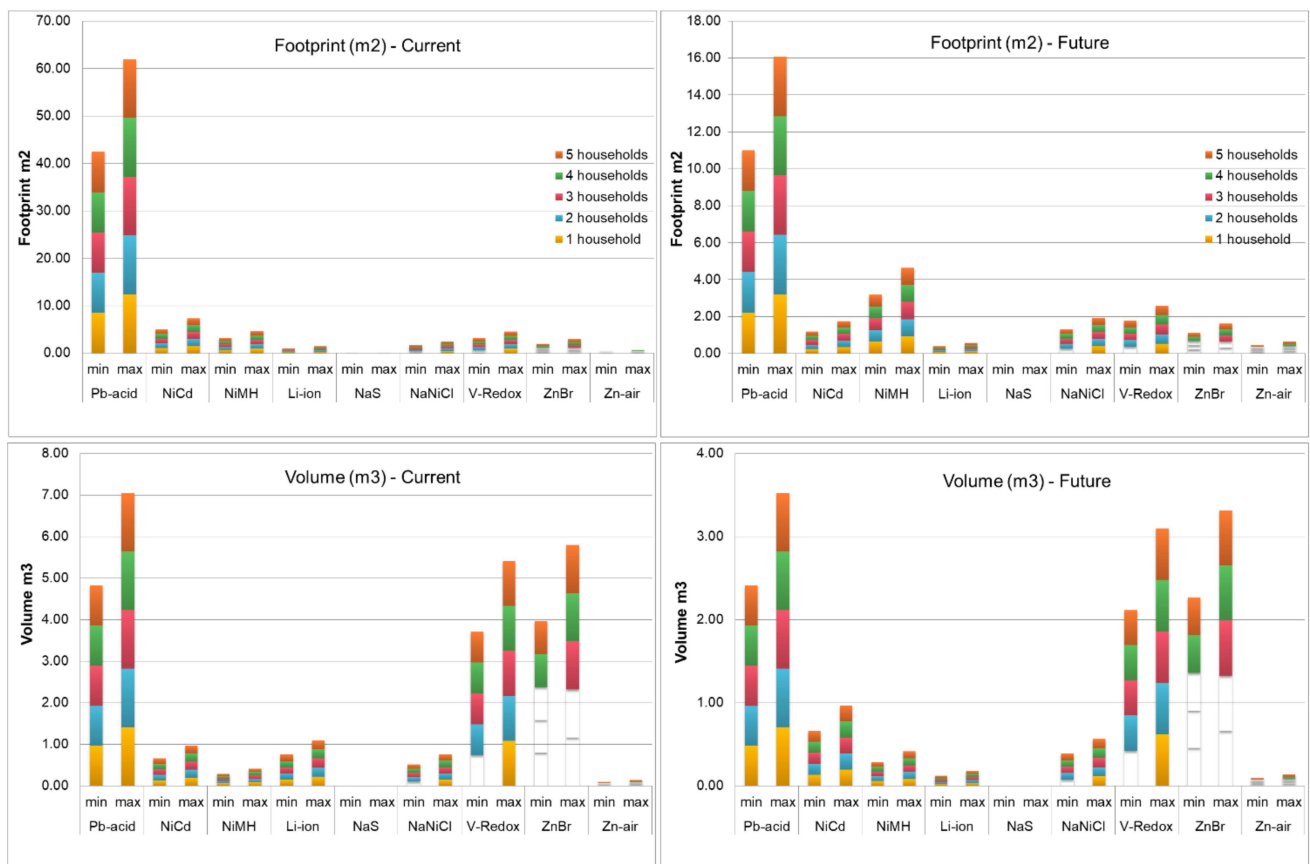 Footprint (m2) - Current
70.00
60.00
50.00
40.00
30.00
20.00
10.00
0.00
Footprint m2
5 households
4 households
3 households
2 households
1 household
min max min max min max min max min max min max min max min max min max
Pb-acid NiCd NiMH Li-ion NaS NaNiCl V-Redox ZnBr Zn-air
Footprint (m2) - Future
18.00
16.00
14.00
12.00
10.00
8.00
6.00
4.00
2.00
0.00
Footprint m2
5 households
4 households
3 households
2 households
1 household
min max min max min max min max min max min max min max min max min max
Pb-acid NiCd NiMH Li-ion NaS NaNiCl V-Redox ZnBr Zn-air
Volume (m3) - Current
8.00
7.00
6.00
5.00
4.00
3.00
2.00
1.00
0.00
Volume m3
min max min max min max min max min max min max min max min max min max
Pb-acid NiCd NiMH Li-ion NaS NaNiCl V-Redox ZnBr Zn-air
Volume (m3) - Future
4.00
3.00
2.00
1.00
0.00
Volume m3
min max min max min max min max min max min max min max min max min max
Pb-acid NiCd NiMH Li-ion NaS NaNiCl V-Redox ZnBr Zn-air